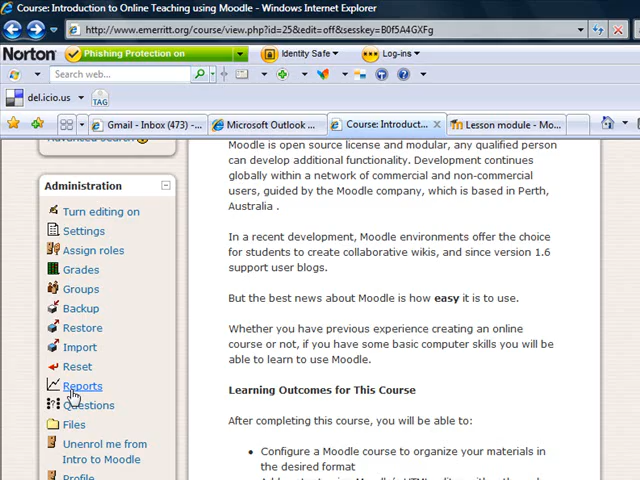 Course: Introduction to Online Teaching using Moodle - Windows Internet Explorer
http://www.emerritt.org/course/view.php?id=25&edit=off&sesskey=B0f5A4GXFg
Norton
Phishing Protection on
Identity Safe
Log-ins
Search web...
del.icio.us
TAG
Gmail - Inbox (473) -...
Microsoft Outlook ...
Course: Introduct...
Lesson module - Mo...
Advanced Search
Administration
Turn editing on
Settings
Assign roles
Grades
Groups
Backup
Restore
Import
Reset
Reports
Questions
Files
Unenrol me from
Intro to Moodle
Profile
Moodle is open source license and modular, any qualified person
can develop additional functionality. Development continues
globally within a network of commercial and non-commercial
users, guided by the Moodle company, which is based in Perth,
Australia .
In a recent development, Moodle environments offer the choice
for students to create collaborative wikis, and since version 1.6
support user blogs.
But the best news about Moodle is how easy it is to use.
Whether you have previous experience creating an online
course or not, if you have some basic computer skills you will be
able to learn to use Moodle.
Learning Outcomes for This Course
After completing this course, you will be able to:
Configure a Moodle course to organize your materials in
the desired format